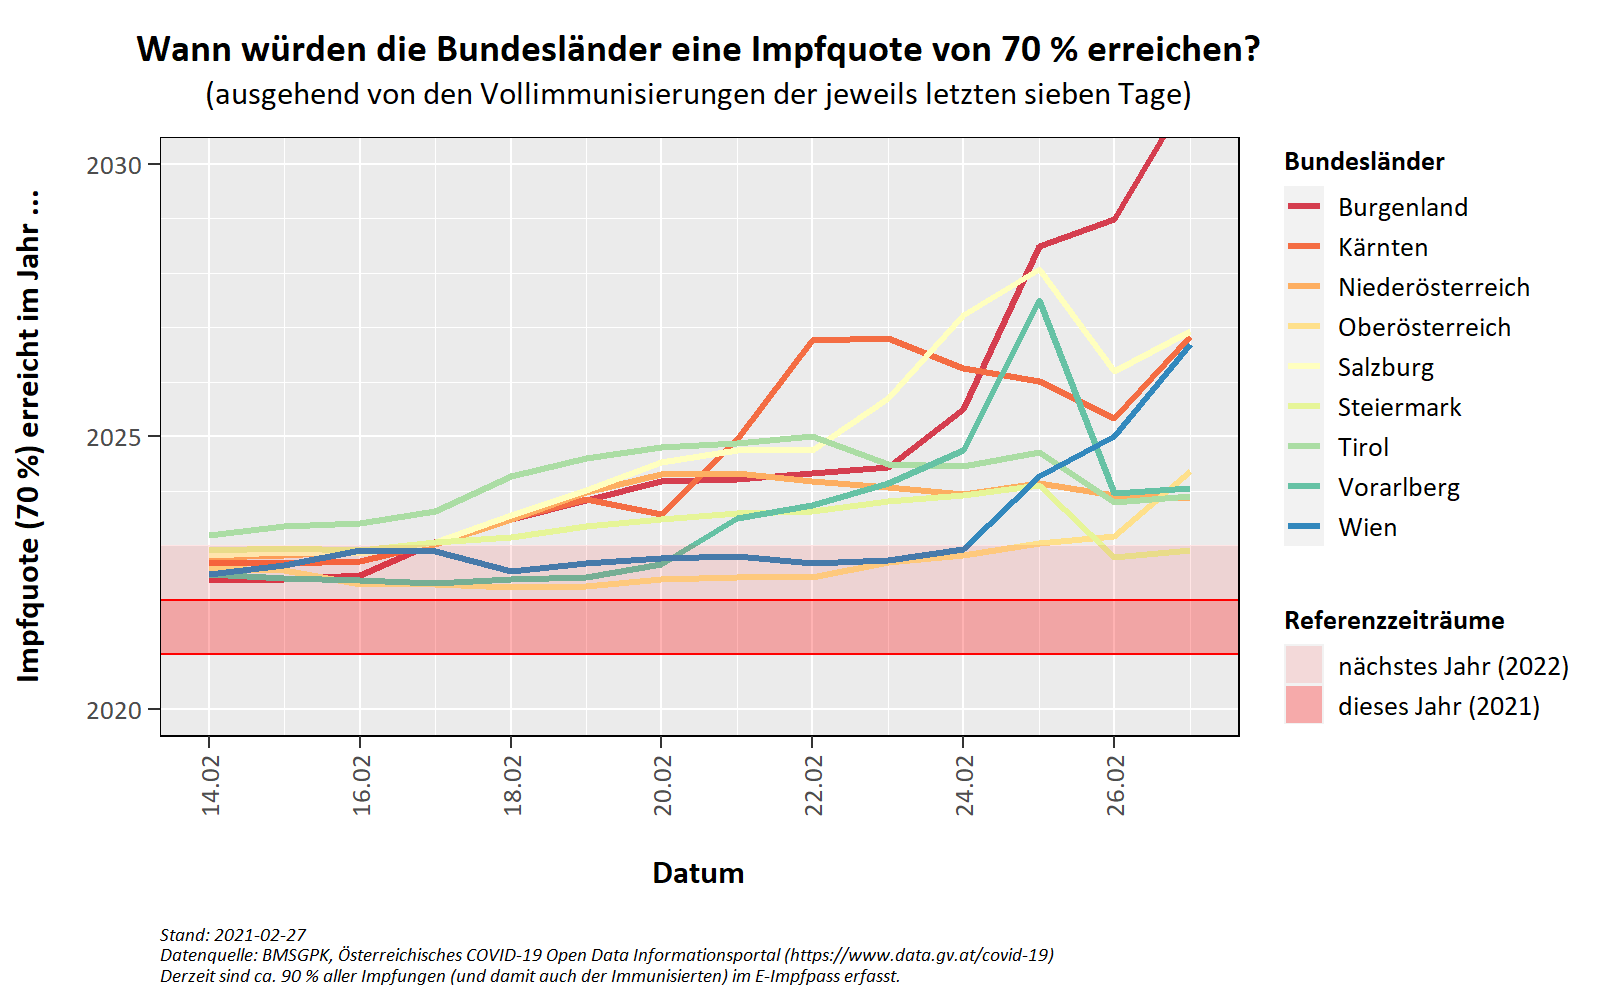 Wann würden die Bundesländer eine Impfquote von 70 % erreichen?
(ausgehend von den Vollimmunisierungen der jeweils letzten sieben Tage)
Impfquote (70 %) erreicht im Jahr ...
2030
2025
2020
14.02
16.02
18.02
20.02
22.02
24.02
26.02
Datum
Bundesländer
Burgenland
Kärnten
Niederösterreich
Oberösterreich
Salzburg
Steiermark
Tirol
Vorarlberg
Wien
Referenzzeiträume
nächstes Jahr (2022)
dieses Jahr (2021)
Stand: 2021-02-27
Datenquelle: BMSGPK, Österreichisches COVID-19 Open Data Informationsportal (https://www.data.gv.at/covid-19)
Derzeit sind ca. 90 % aller Impfungen (und damit auch der Immunisierten) im E-Impfpass erfasst.